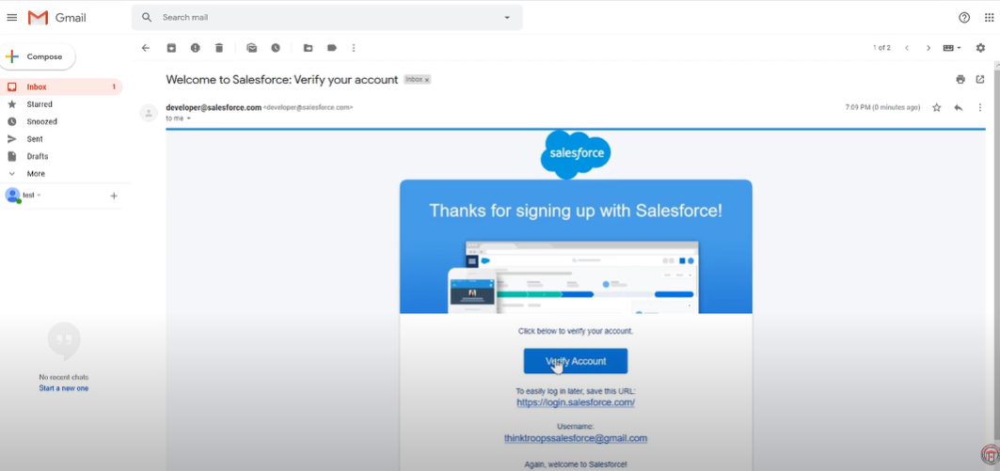 Gmail
Search mail
Compose
1 of 2
Inbox 1
Starred
Snoozed
Sent
Drafts
More
test
No recent chats
Start a new one
Welcome to Salesforce: Verify your account Inbox x
developer@salesforce.com <developer@salesforce.com>
7:09 PM (0 minutes ago)
to me
salesforce
Thanks for signing up with Salesforce!
Click below to verify your account.
Verify Account
To easily log in later, save this URL:
https://login.salesforce.com/
Username:
thinktroopssalesforce@gmail.com
Again, welcome to Salesforce!